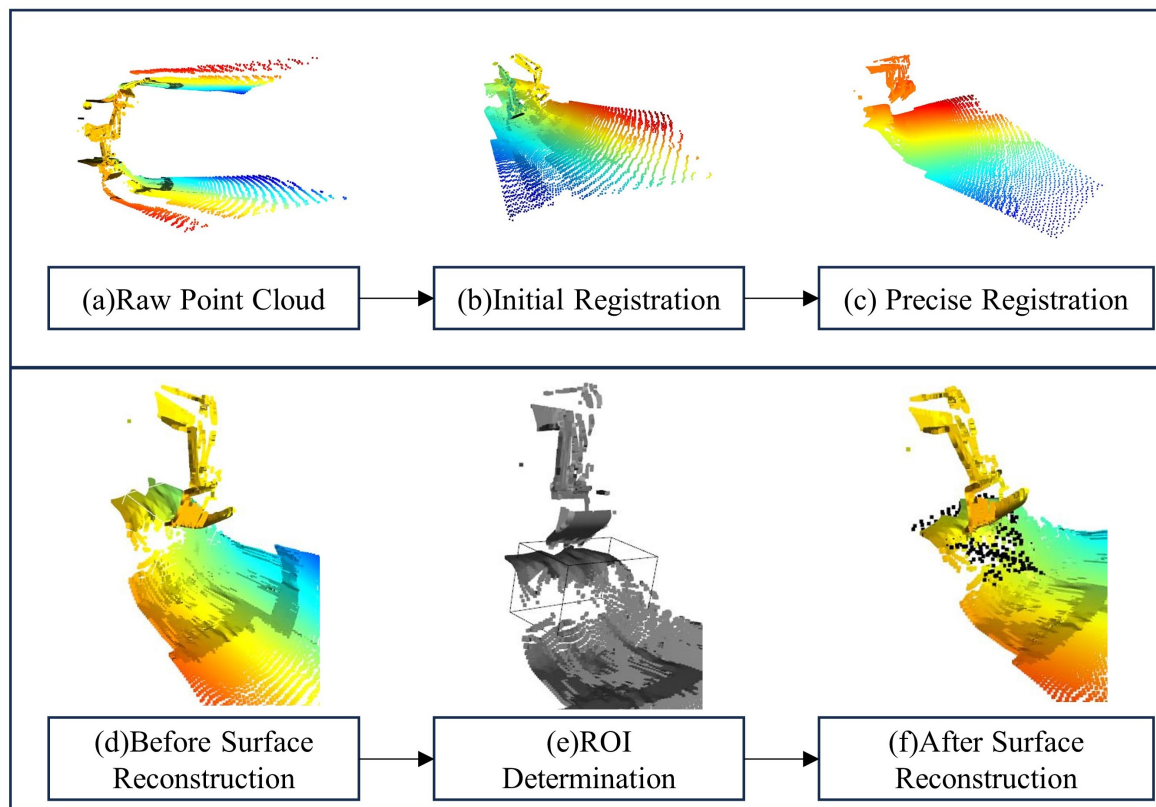 (a)Raw Point Cloud
(b)Initial Registration
(c) Precise Registration
(d)Before Surface
Reconstruction
(e)ROI
Determination
(f)After Surface
Reconstruction